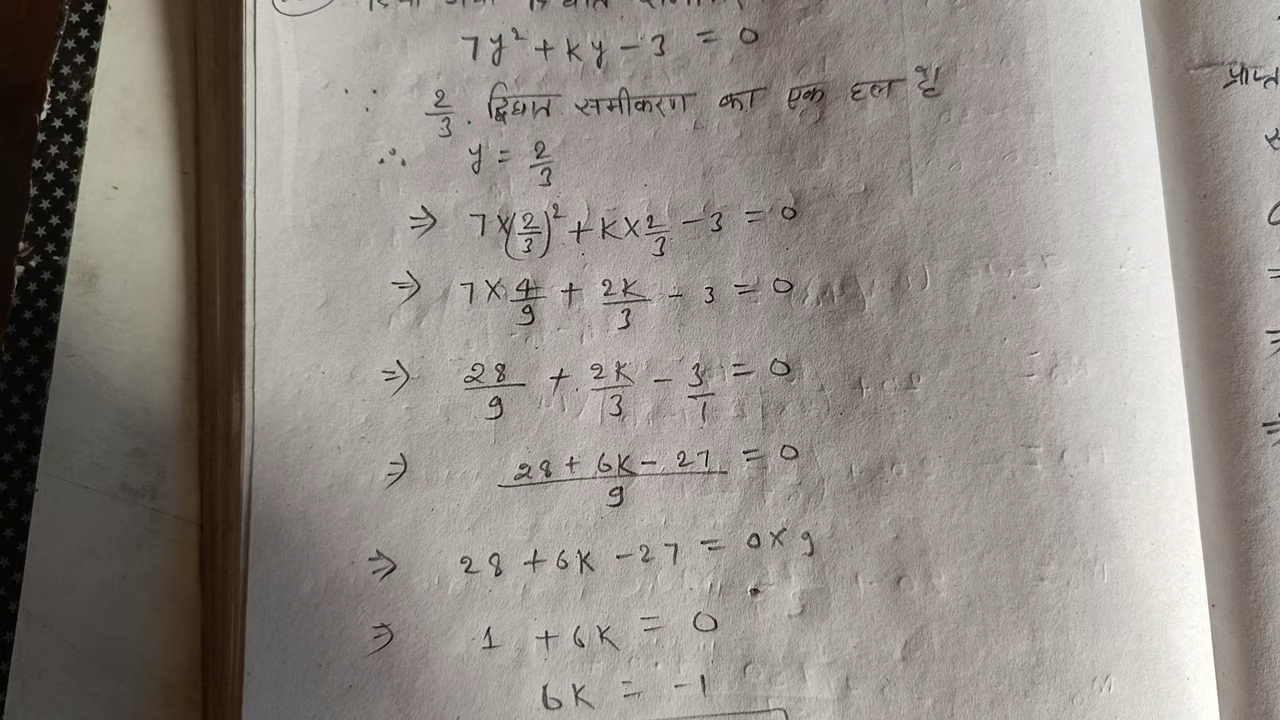 7y² + ky - 3 = 0
∵ 2/3. द्विघात समीकरण का एक हल है।
∴ y = 2/3
⇒ 7×(2/3)² + k×2/3 - 3 = 0
⇒ 7×4/9 + 2k/3 - 3 = 0
⇒ 28/9 + 2k/3 - 3/1 = 0
⇒ 28 + 6k - 27 / 9 = 0
⇒ 28 + 6k - 27 = 0×9
⇒ 1 + 6k = 0
6k = -1